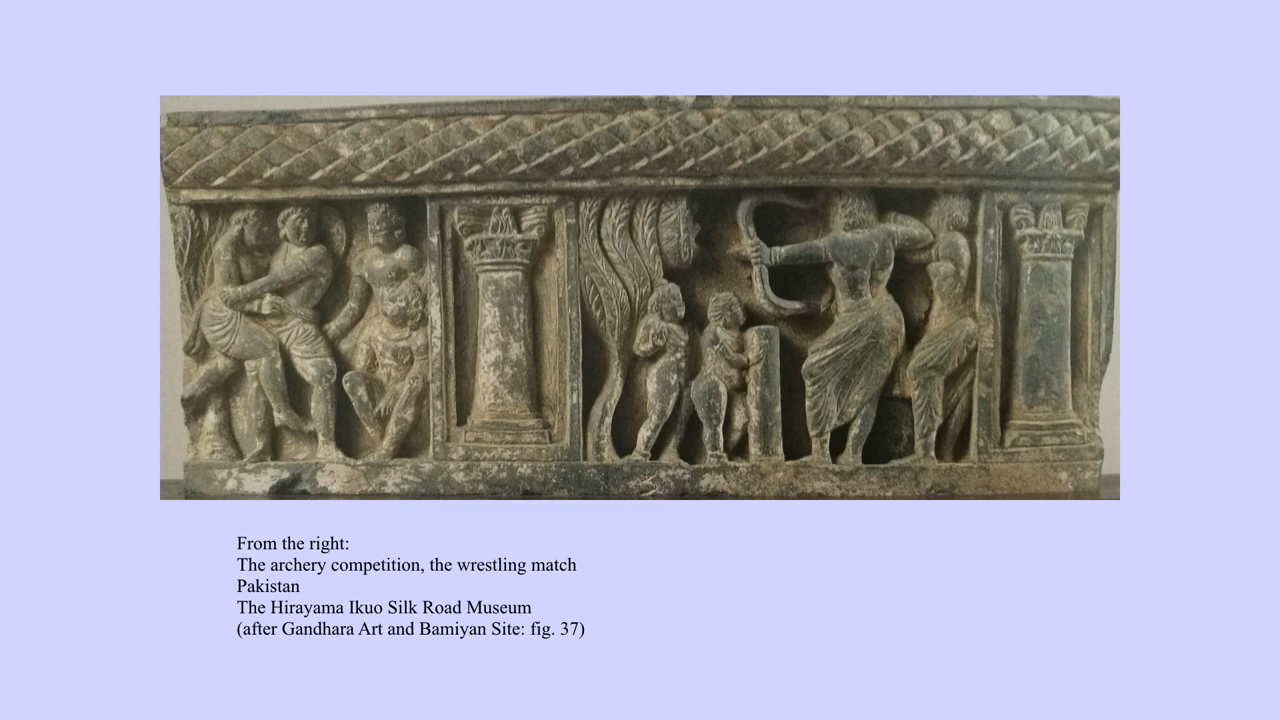 From the right:
The archery competition, the wrestling match
Pakistan
The Hirayama Ikuo Silk Road Museum
(after Gandhara Art and Bamiyan Site: fig. 37)